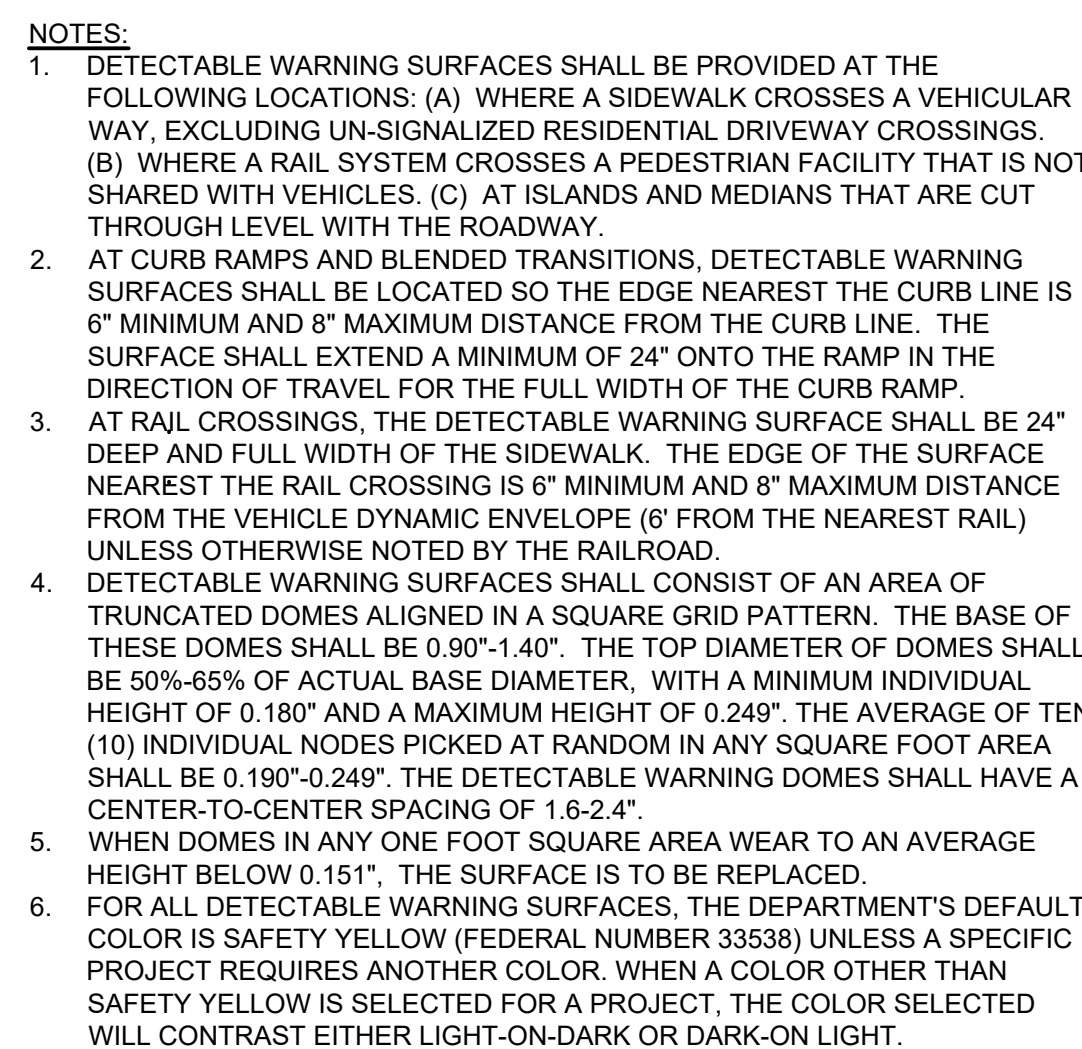 NOTES:
1. DETECTABLE WARNING SURFACES SHALL BE PROVIDED AT THE
FOLLOWING LOCATIONS: (A) WHERE A SIDEWALK CROSSES A VEHICULAR
WAY, EXCLUDING UN-SIGNALIZED RESIDENTIAL DRIVEWAY CROSSINGS.
(B) WHERE A RAIL SYSTEM CROSSES A PEDESTRIAN FACILITY THAT IS NOT
SHARED WITH VEHICLES. (C) AT ISLANDS AND MEDIANS THAT ARE CUT
THROUGH LEVEL WITH THE ROADWAY.
2. AT CURB RAMPS AND BLENDED TRANSITIONS, DETECTABLE WARNING
SURFACES SHALL BE LOCATED SO THE EDGE NEAREST THE CURB LINE IS
6" MINIMUM AND 8" MAXIMUM DISTANCE FROM THE CURB LINE. THE
SURFACE SHALL EXTEND A MINIMUM OF 24" ONTO THE RAMP IN THE
DIRECTION OF TRAVEL FOR THE FULL WIDTH OF THE CURB RAMP.
3. AT RAIL CROSSINGS, THE DETECTABLE WARNING SURFACE SHALL BE 24"
DEEP AND FULL WIDTH OF THE SIDEWALK. THE EDGE OF THE SURFACE
NEAREST THE RAIL CROSSING IS 6" MINIMUM AND 8" MAXIMUM DISTANCE
FROM THE VEHICLE DYNAMIC ENVELOPE (6' FROM THE NEAREST RAIL)
UNLESS OTHERWISE NOTED BY THE RAILROAD.
4. DETECTABLE WARNING SURFACES SHALL CONSIST OF AN AREA OF
TRUNCATED DOMES ALIGNED IN A SQUARE GRID PATTERN. THE BASE OF
THESE DOMES SHALL BE 0.90"-1.40". THE TOP DIAMETER OF DOMES SHALL
BE 50%-65% OF ACTUAL BASE DIAMETER, WITH A MINIMUM INDIVIDUAL
HEIGHT OF 0.180" AND A MAXIMUM HEIGHT OF 0.249". THE AVERAGE OF TEN
(10) INDIVIDUAL NODES PICKED AT RANDOM IN ANY SQUARE FOOT AREA
SHALL BE 0.190"-0.249". THE DETECTABLE WARNING DOMES SHALL HAVE A
CENTER-TO-CENTER SPACING OF 1.6-2.4".
5. WHEN DOMES IN ANY ONE FOOT SQUARE AREA WEAR TO AN AVERAGE
HEIGHT BELOW 0.151", THE SURFACE IS TO BE REPLACED.
6. FOR ALL DETECTABLE WARNING SURFACES, THE DEPARTMENT'S DEFAULT
COLOR IS SAFETY YELLOW (FEDERAL NUMBER 33538) UNLESS A SPECIFIC
PROJECT REQUIRES ANOTHER COLOR. WHEN A COLOR OTHER THAN
SAFETY YELLOW IS SELECTED FOR A PROJECT, THE COLOR SELECTED
WILL CONTRAST EITHER LIGHT-ON-DARK OR DARK-ON LIGHT.